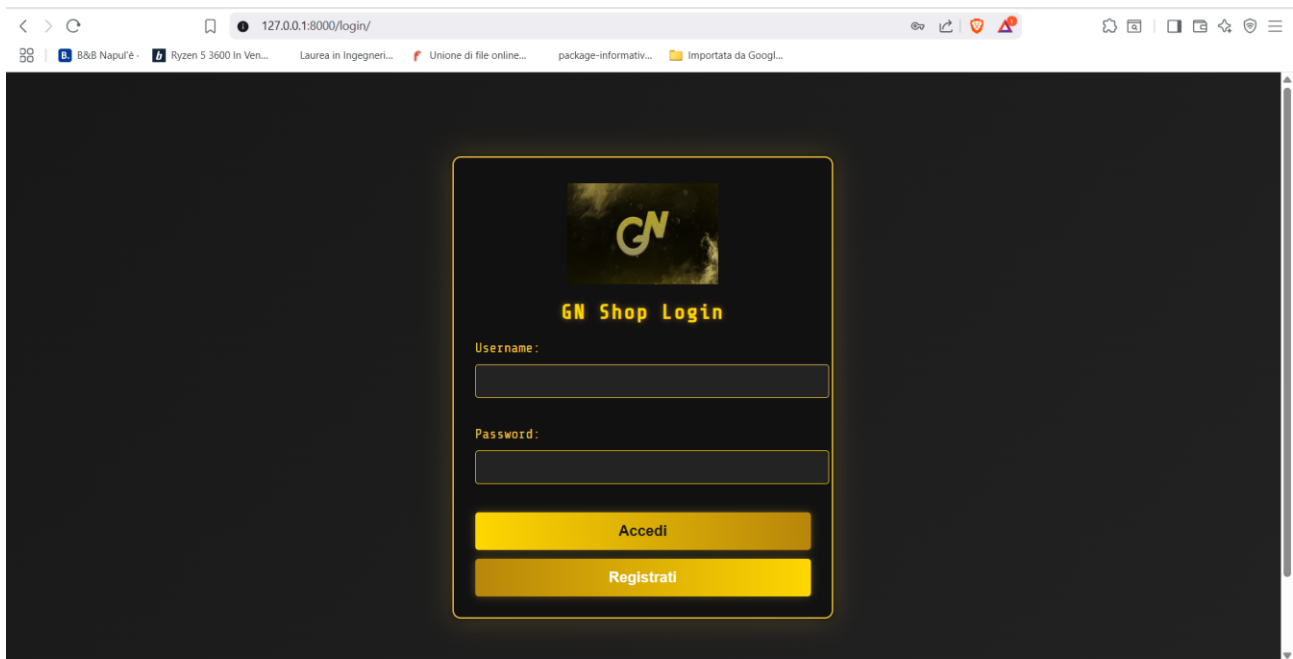 127.0.0.1:8000/login/
B. B&B Napul'è - b Ryzen 5 3600 In Ven... Laurea in Ingegneri... Unione di file online... package-informativ... Importata da Googl...
GN
GN Shop Login
Username:
Password:
Accedi
Registrati